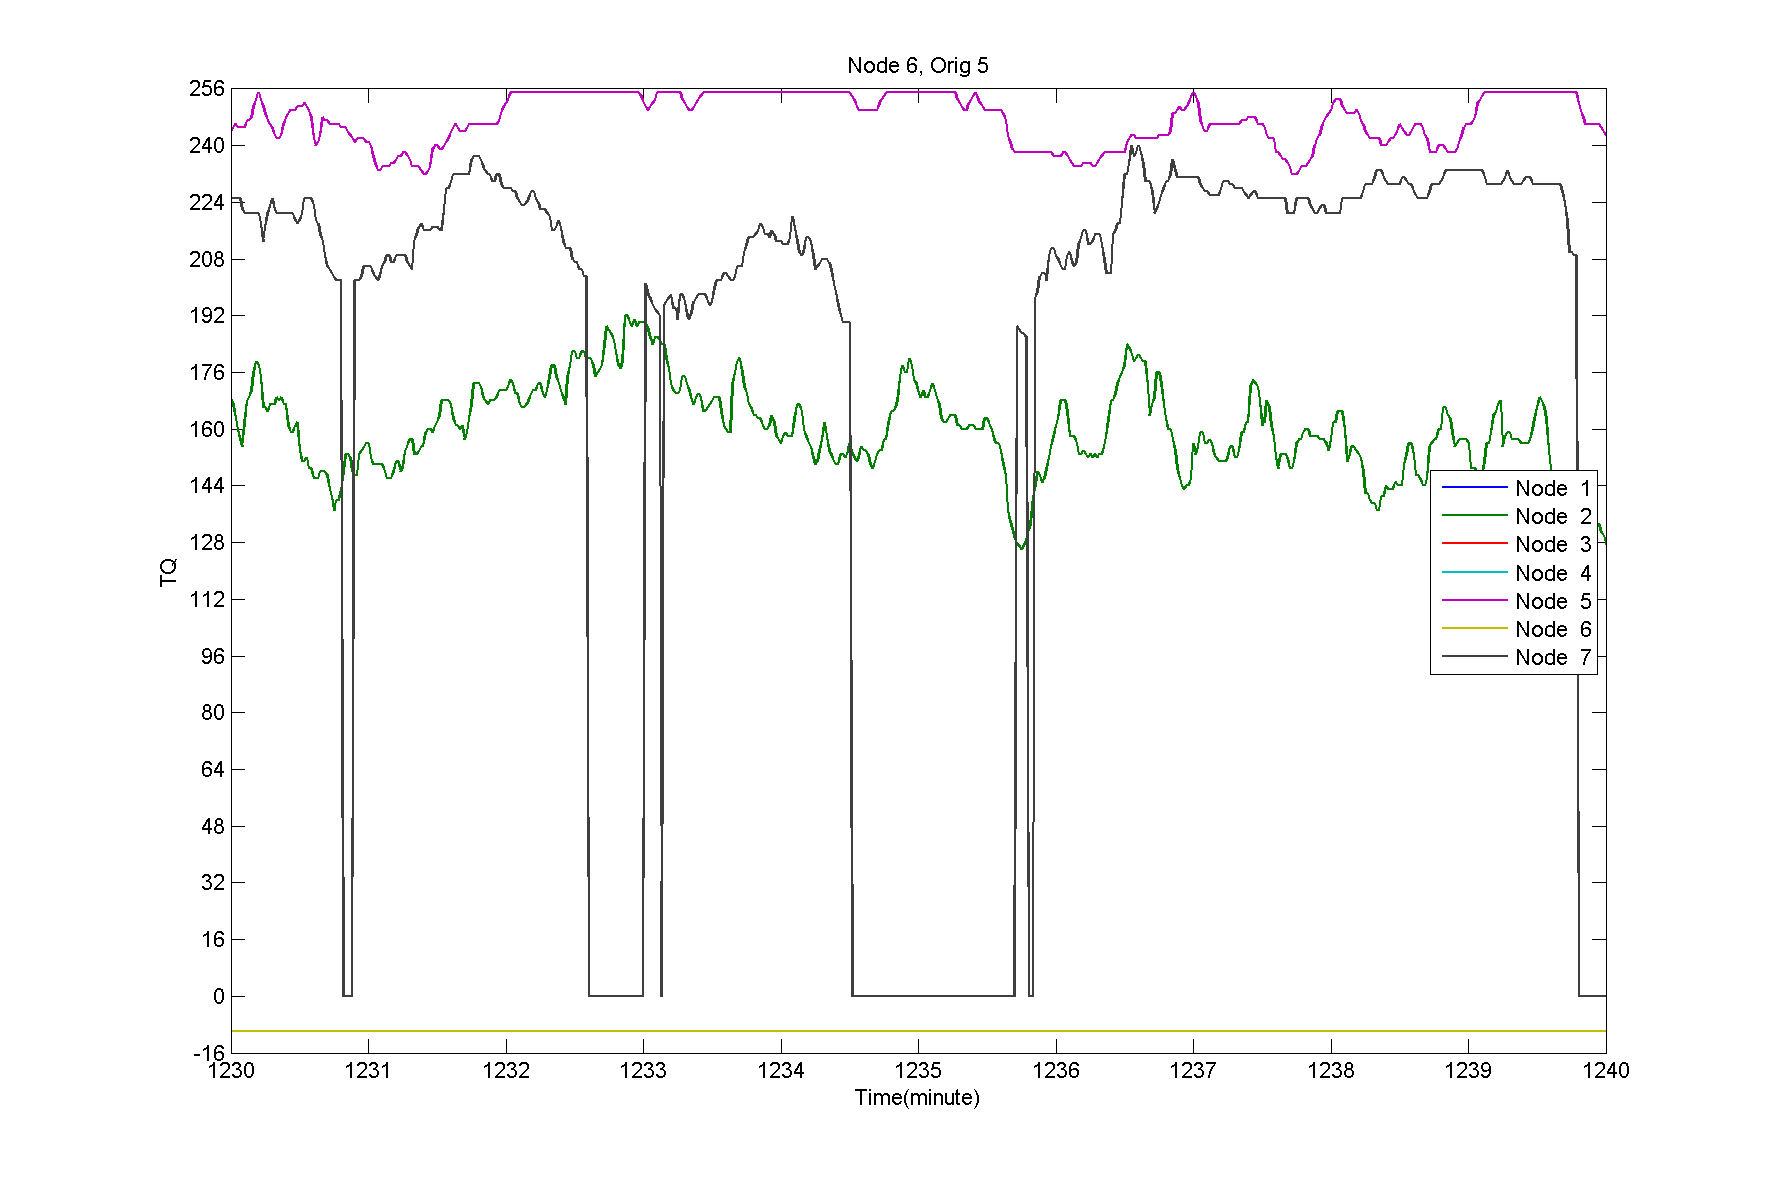 Node 6, Orig 5
256
240
224
208
192
176
160
144
128
112
96
80
64
48
32
16
0
-16
TQ
Node 1
Node 2
Node 3
Node 4
Node 5
Node 6
Node 7
1230 1231 1232 1233 1234 1235 1236 1237 1238 1239 1240
Time(minute)